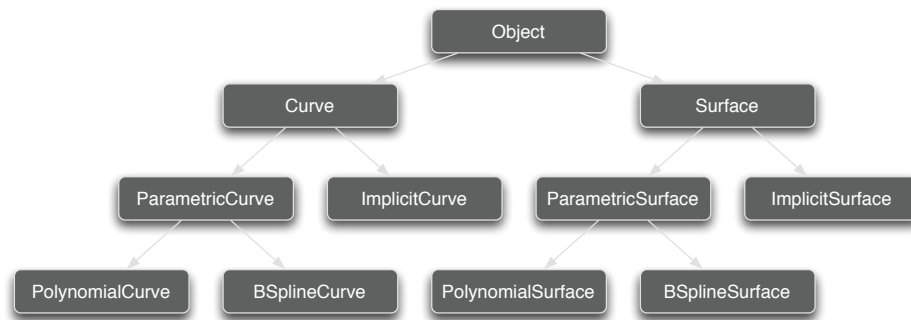 Object
Curve
Surface
ParametricCurve
ImplicitCurve
ParametricSurface
ImplicitSurface
PolynomialCurve
BSplineCurve
PolynomialSurface
BSplineSurface